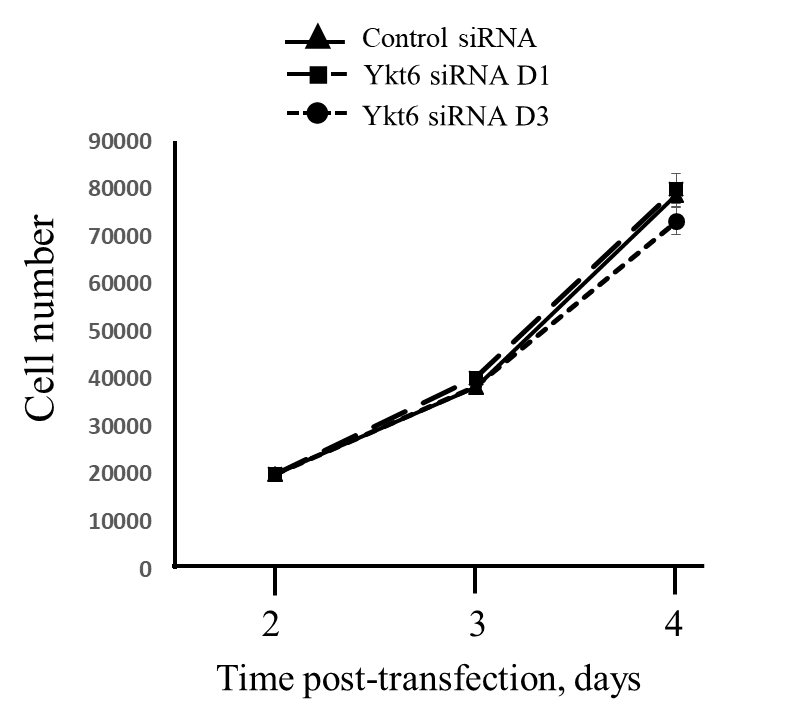 Control siRNA
Ykt6 siRNA D1
Ykt6 siRNA D3
90000
80000
70000
60000
50000
40000
30000
20000
10000
0
Cell number
2 3 4
Time post-transfection, days